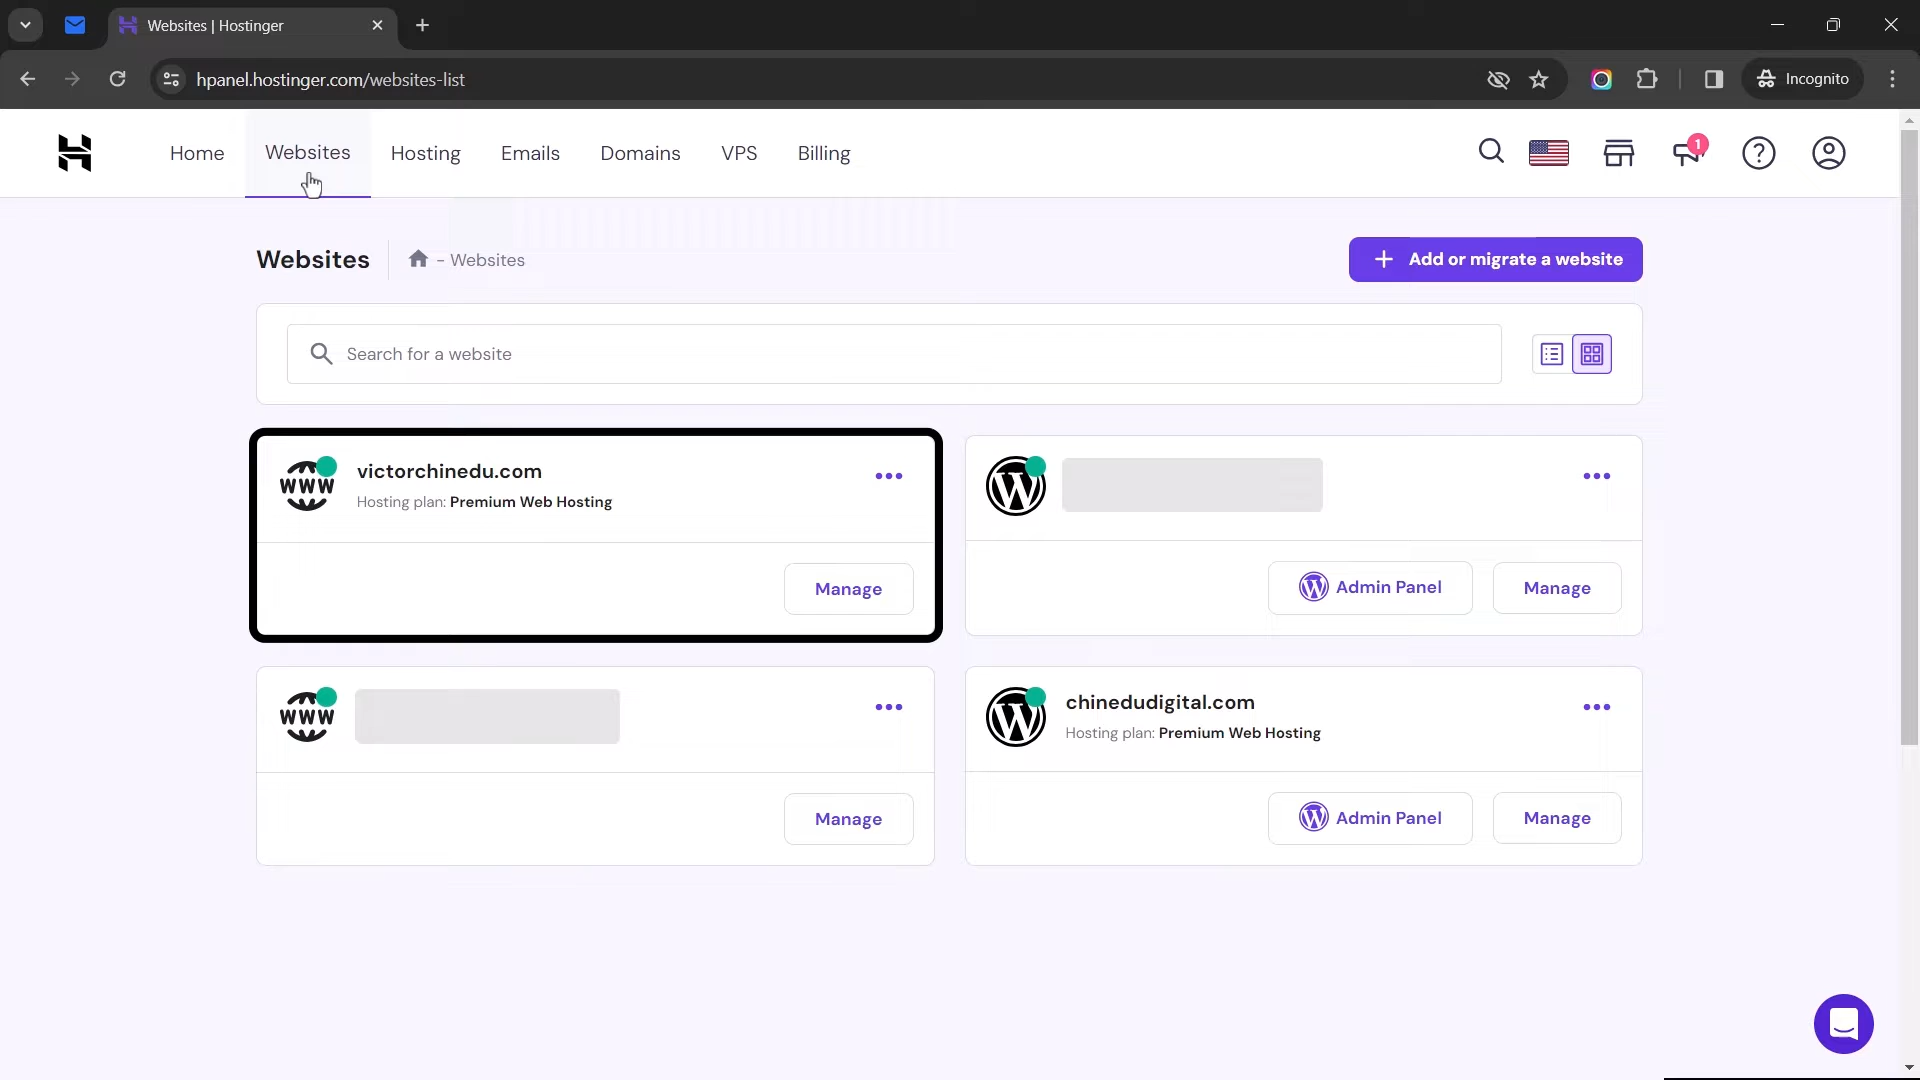 Websites | Hostinger
hpanel.hostinger.com/websites-list
Incognito
Home
Websites
Hosting
Emails
Domains
VPS
Billing
1
Websites
- Websites
Add or migrate a website
Search for a website
WWW
victorchinedu.com
Hosting plan: Premium Web Hosting
Manage
Admin Panel
Manage
WWW
Manage
chinedudigital.com
Hosting plan: Premium Web Hosting
Admin Panel
Manage